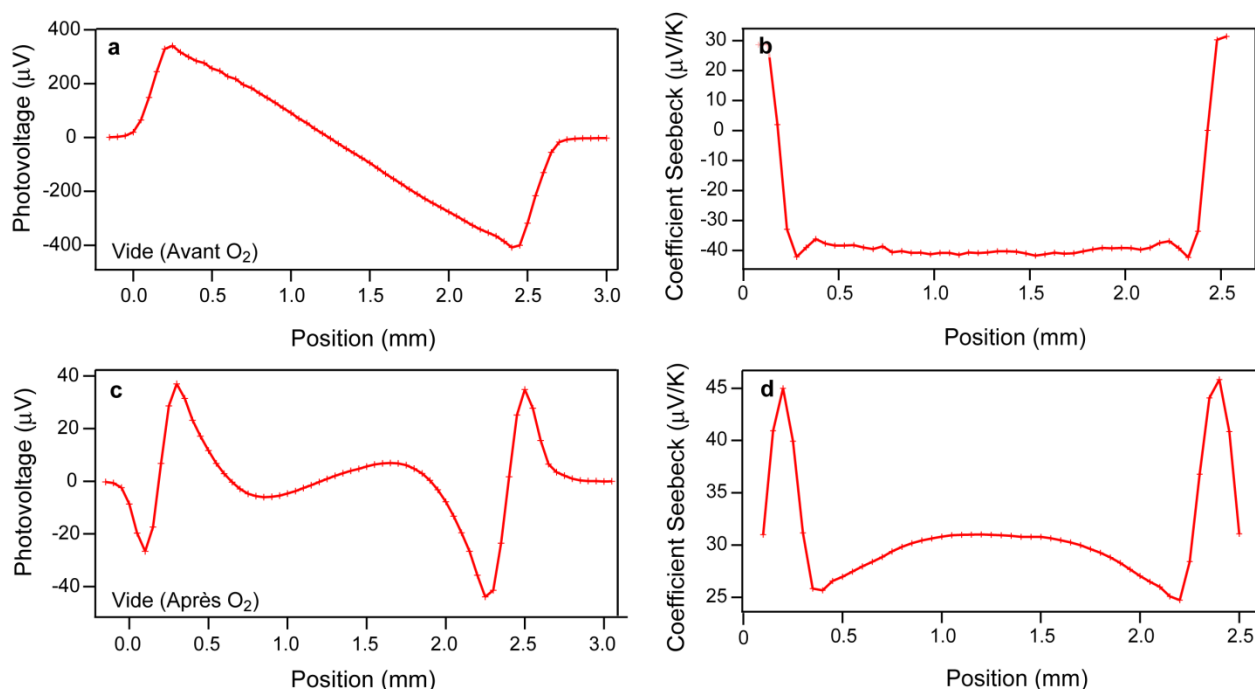 a
Photovoltage (μV)
400
200
0
-200
-400
Vide (Avant O₂)
0.0 0.5 1.0 1.5 2.0 2.5 3.0
Position (mm)
b
Coefficient Seebeck (μV/K)
30
20
10
0
-10
-20
-30
-40
0 0.5 1.0 1.5 2.0 2.5
Position (mm)
c
Photovoltage (μV)
40
20
0
-20
-40
Vide (Après O₂)
0.0 0.5 1.0 1.5 2.0 2.5 3.0
Position (mm)
d
Coefficient Seebeck (μV/K)
45
40
35
30
25
0 0.5 1.0 1.5 2.0 2.5
Position (mm)